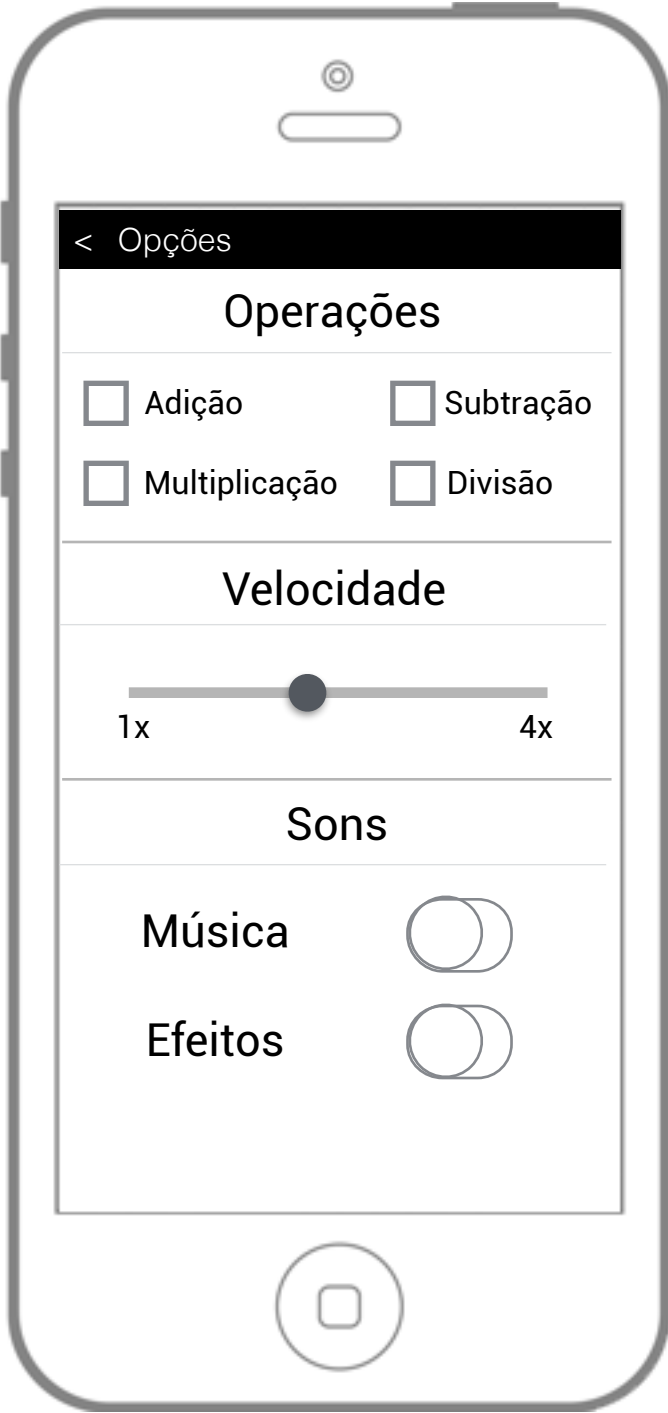 < Opções
Operações
Adição Subtração
Multiplicação Divisão
Velocidade
1x 4x
Sons
Música
Efeitos